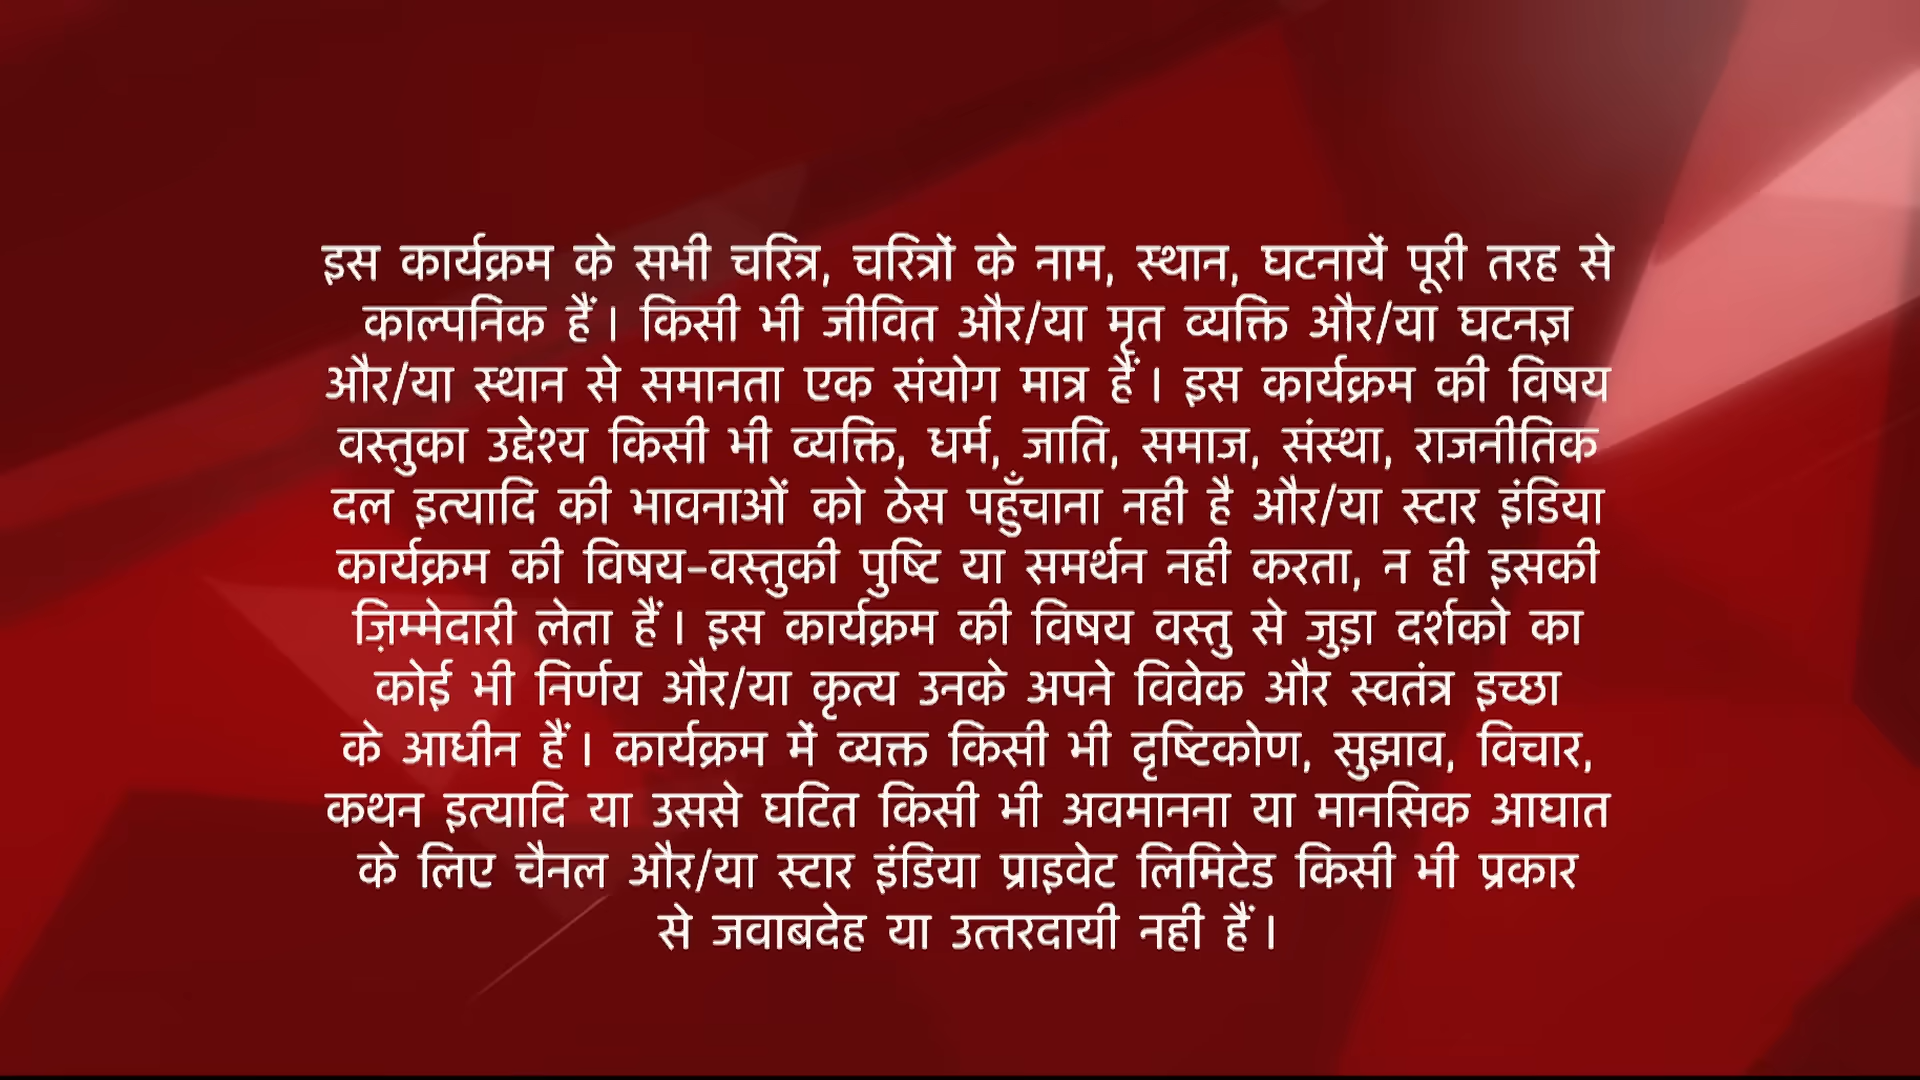 इस कार्यक्रम के सभी चरित्र, चरित्रों के नाम, स्थान, घटनायें पूरी तरह से
काल्पनिक हैं। किसी भी जीवित और/या मृत व्यक्ति और/या घटनज्ञ
और/या स्थान से समानता एक संयोग मात्र हैं। इस कार्यक्रम की विषय
वस्तुका उद्देश्य किसी भी व्यक्ति, धर्म, जाति, समाज, संस्था, राजनीतिक
दल इत्यादि की भावनाओं को ठेस पहुँचाना नही है और/या स्टार इंडिया
कार्यक्रम की विषय-वस्तुकी पुष्टि या समर्थन नही करता, न ही इसकी
ज़िम्मेदारी लेता हैं। इस कार्यक्रम की विषय वस्तु से जुड़ा दर्शको का
कोई भी निर्णय और/या कृत्य उनके अपने विवेक और स्वतंत्र इच्छा
के आधीन हैं। कार्यक्रम में व्यक्त किसी भी दृष्टिकोण, सुझाव, विचार,
कथन इत्यादि या उससे घटित किसी भी अवमानना या मानसिक आघात
के लिए चैनल और/या स्टार इंडिया प्राइवेट लिमिटेड किसी भी प्रकार
से जवाबदेह या उत्तरदायी नही हैं।